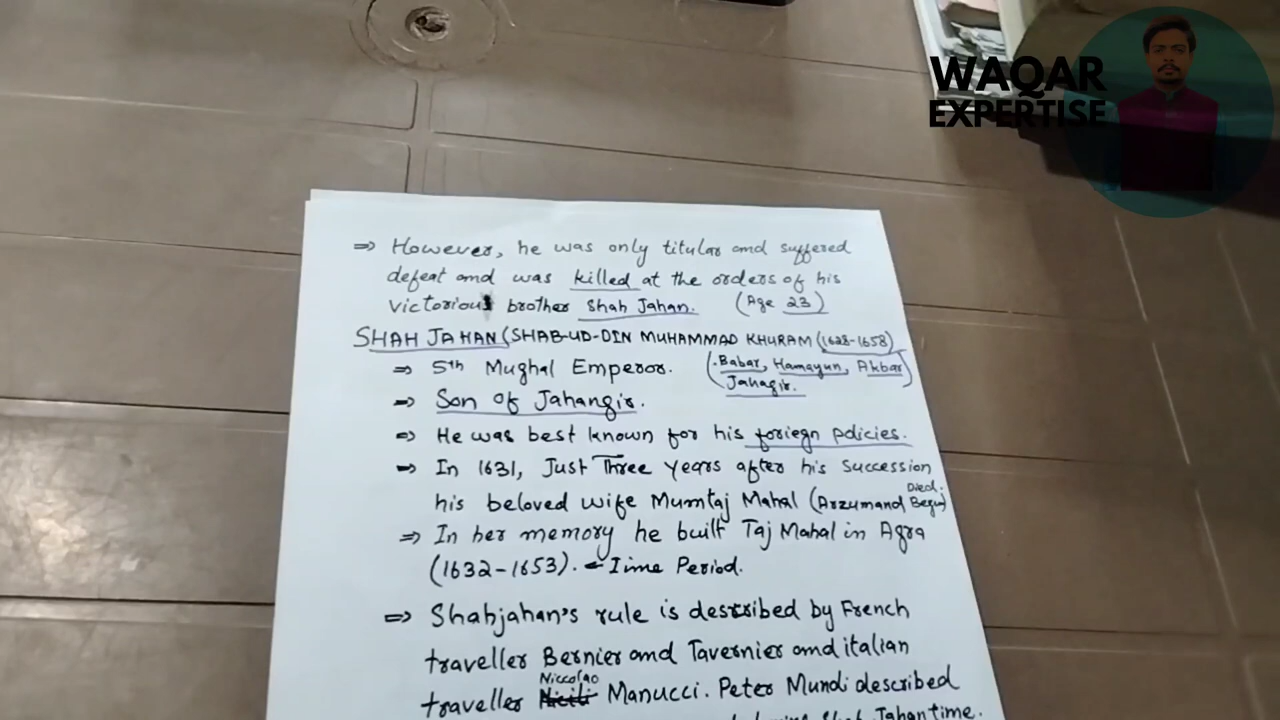 WAQAR
EXPERTISE
⇒ However, he was only titular and suffered
defeat and was killed at the orders of his
victorious brother Shah Jahan. (Age 23)
SHAH JAHAN (SHAB-UD-DIN MUHAMMAD KHURAM (1628-1658)
⇒ 5th Mughal Emperor. (Babar, Hamayun, Akbar
Jahagir.)
⇒ Son of Jahangir.
⇒ He was best known for his foriegn policies.
⇒ In 1631, Just Three years after his succession
his beloved wife Mumtaj Mahal (Arzumand Begum) Died.
⇒ In her memory he built Taj Mahal in Agra
(1632-1653). ← Time Period.
⇒ Shahjahan's rule is described by French
traveller Bernier and Tavernier and italian
traveller Niccolao Manucci. Peter Mundi described
Shah Jahan time.